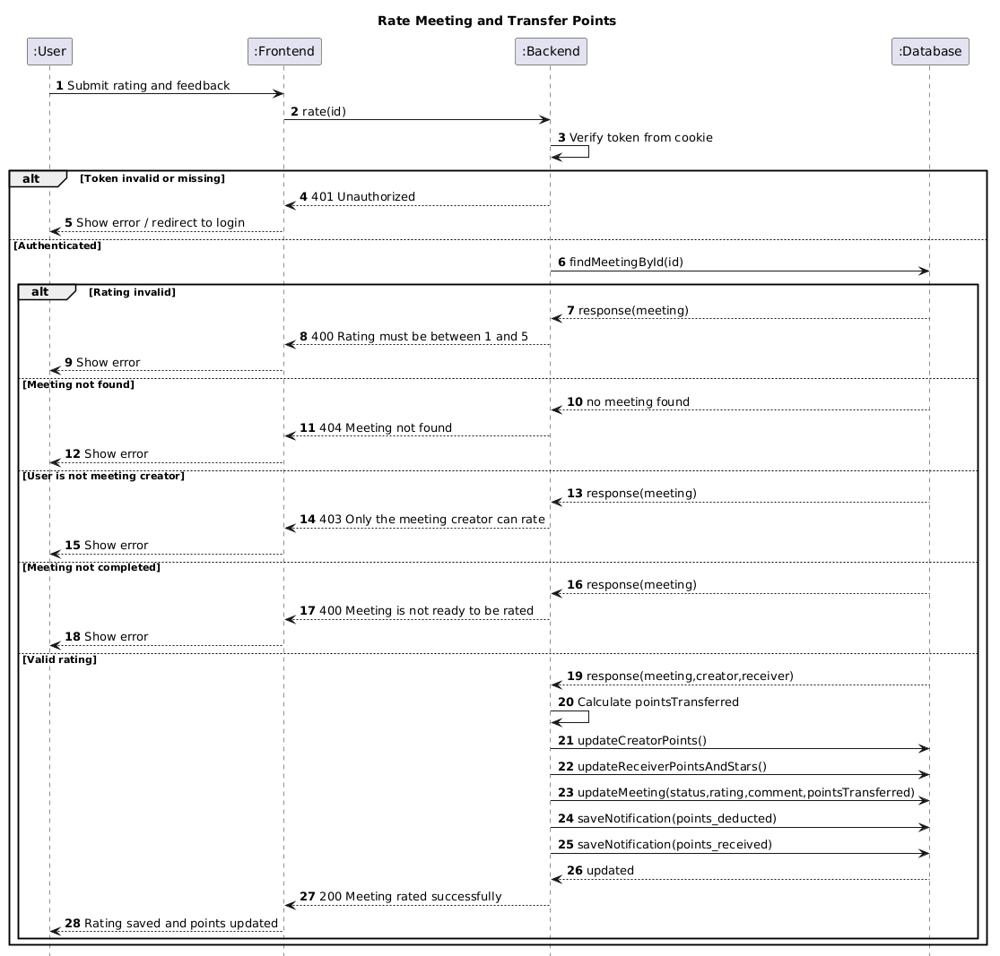 Rate Meeting and Transfer Points
:User :Frontend :Backend :Database
1 Submit rating and feedback
2 rate(id)
3 Verify token from cookie
alt [Token invalid or missing]
4 401 Unauthorized
5 Show error / redirect to login
[Authenticated]
6 findMeetingById(id)
alt [Rating invalid]
7 response(meeting)
8 400 Rating must be between 1 and 5
9 Show error
[Meeting not found]
10 no meeting found
11 404 Meeting not found
12 Show error
[User is not meeting creator]
13 response(meeting)
14 403 Only the meeting creator can rate
15 Show error
[Meeting not completed]
16 response(meeting)
17 400 Meeting is not ready to be rated
18 Show error
[Valid rating]
19 response(meeting,creator,receiver)
20 Calculate pointsTransferred
21 updateCreatorPoints()
22 updateReceiverPointsAndStars()
23 updateMeeting(status,rating,comment,pointsTransferred)
24 saveNotification(points_deducted)
25 saveNotification(points_received)
26 updated
27 200 Meeting rated successfully
28 Rating saved and points updated